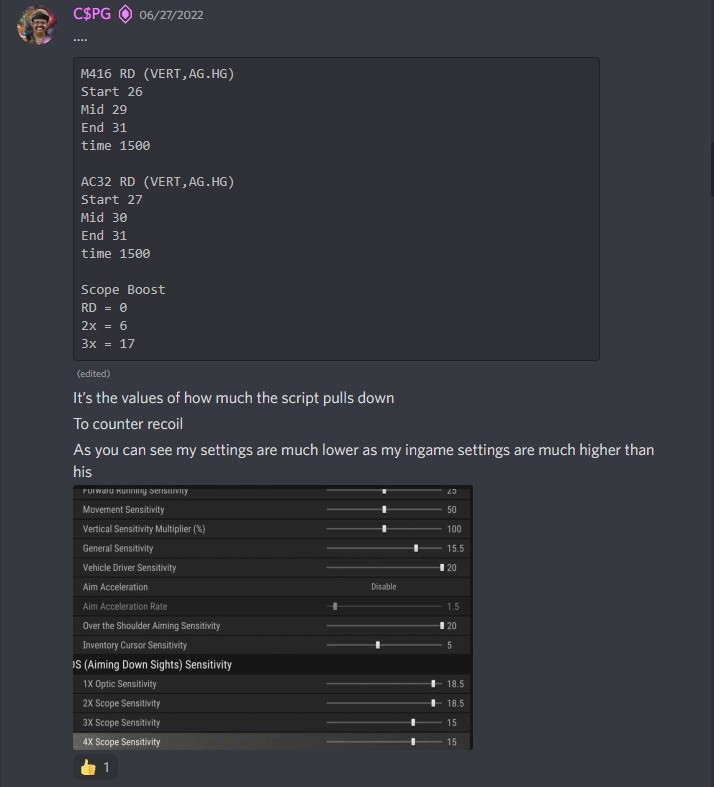 C$PG 06/27/2022
....
M416 RD (VERT,AG.HG)
Start 26
Mid 29
End 31
time 1500
AC32 RD (VERT,AG.HG)
Start 27
Mid 30
End 31
time 1500
Scope Boost
RD = 0
2x = 6
3x = 17
(edited)
It's the values of how much the script pulls down
To counter recoil
As you can see my settings are much lower as my ingame settings are much higher than
his
Forward Running Sensitivity 25
Movement Sensitivity 50
Vertical Sensitivity Multiplier (%) 100
General Sensitivity 15.5
Vehicle Driver Sensitivity 20
Aim Acceleration Disable
Aim Acceleration Rate 1.5
Over the Shoulder Aiming Sensitivity 20
Inventory Cursor Sensitivity 5
DS (Aiming Down Sights) Sensitivity
1X Optic Sensitivity 18.5
2X Scope Sensitivity 18.5
3X Scope Sensitivity 15
4X Scope Sensitivity 15
1